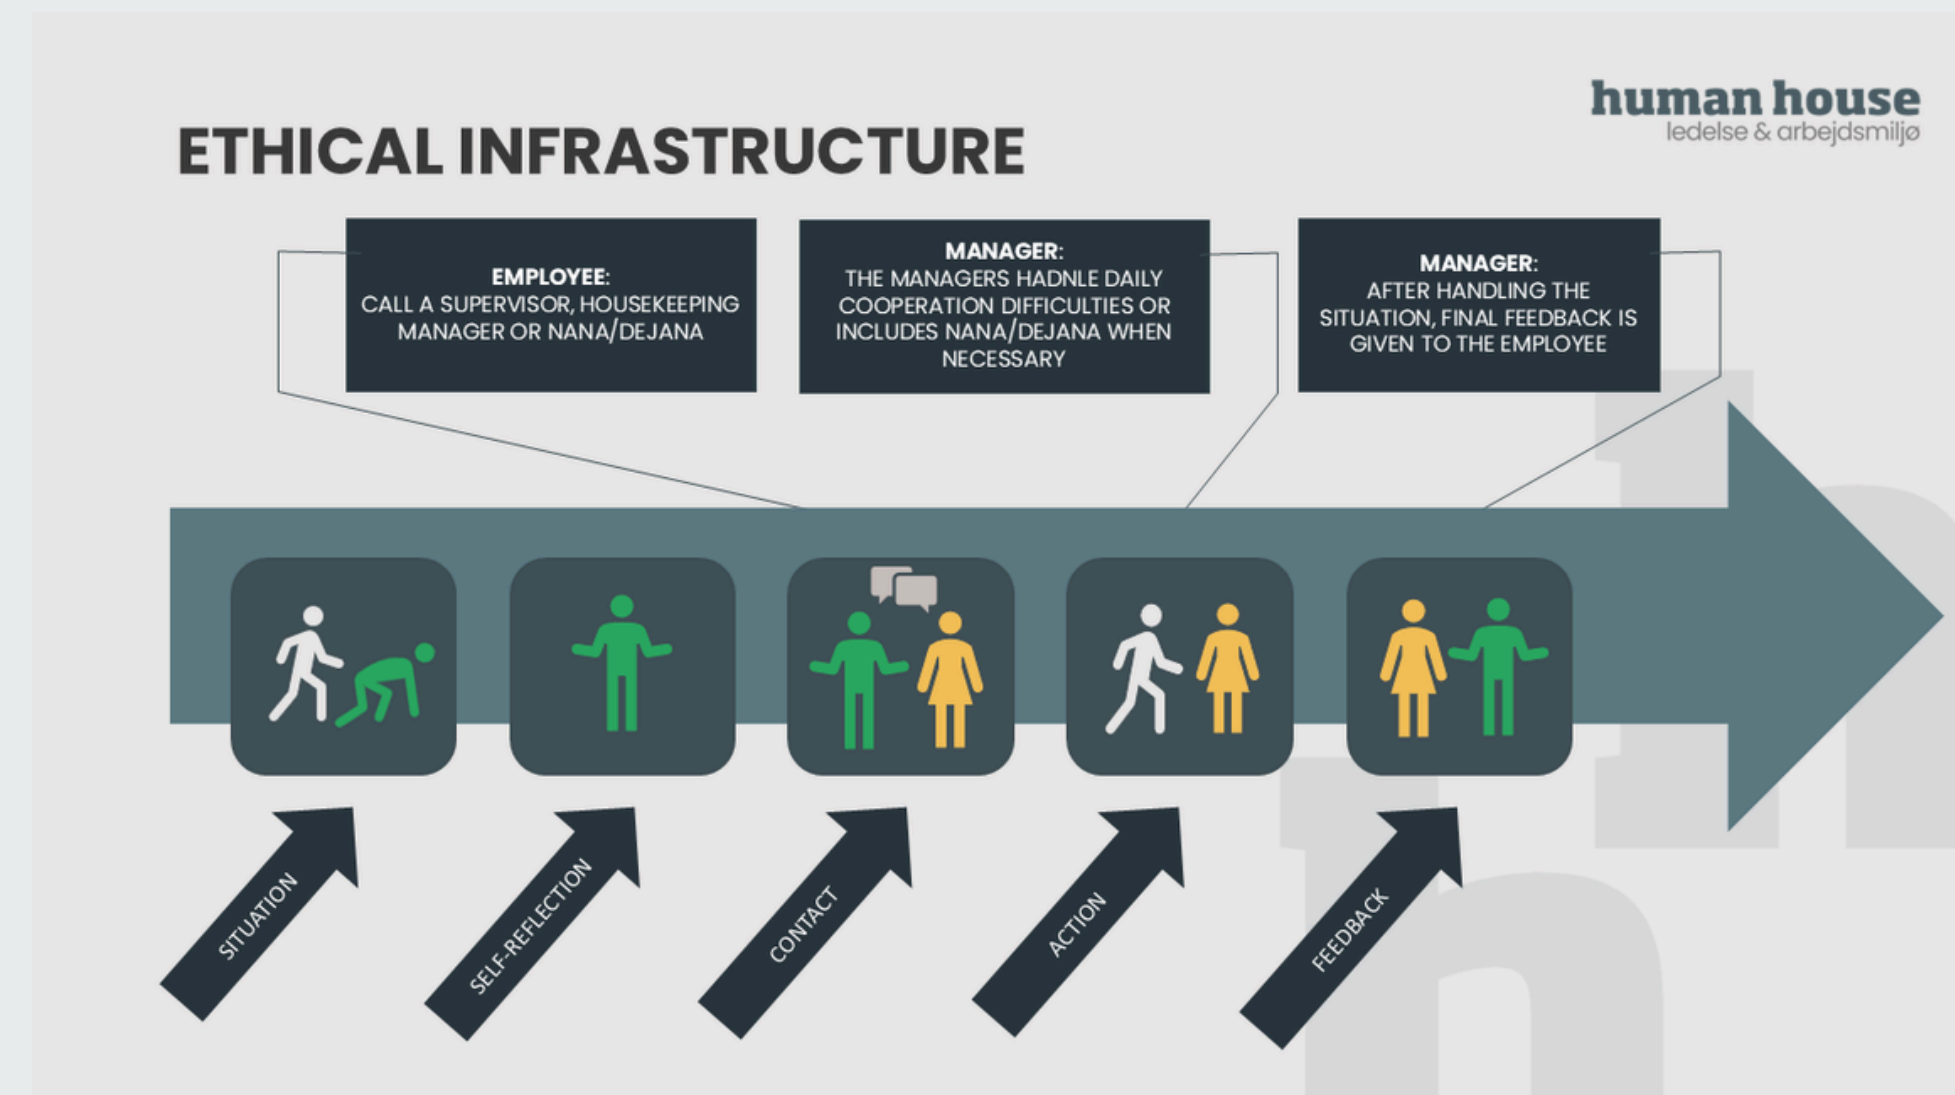 human house
ledelse & arbejdsmiljø
ETHICAL INFRASTRUCTURE
EMPLOYEE:
CALL A SUPERVISOR, HOUSEKEEPING
MANAGER OR NANA/DEJANA
MANAGER:
THE MANAGERS HADNLE DAILY
COOPERATION DIFFICULTIES OR
INCLUDES NANA/DEJANA WHEN
NECESSARY
MANAGER:
AFTER HANDLING THE
SITUATION, FINAL FEEDBACK IS
GIVEN TO THE EMPLOYEE
SITUATION
SELF-REFLECTION
CONTACT
ACTION
FEEDBACK